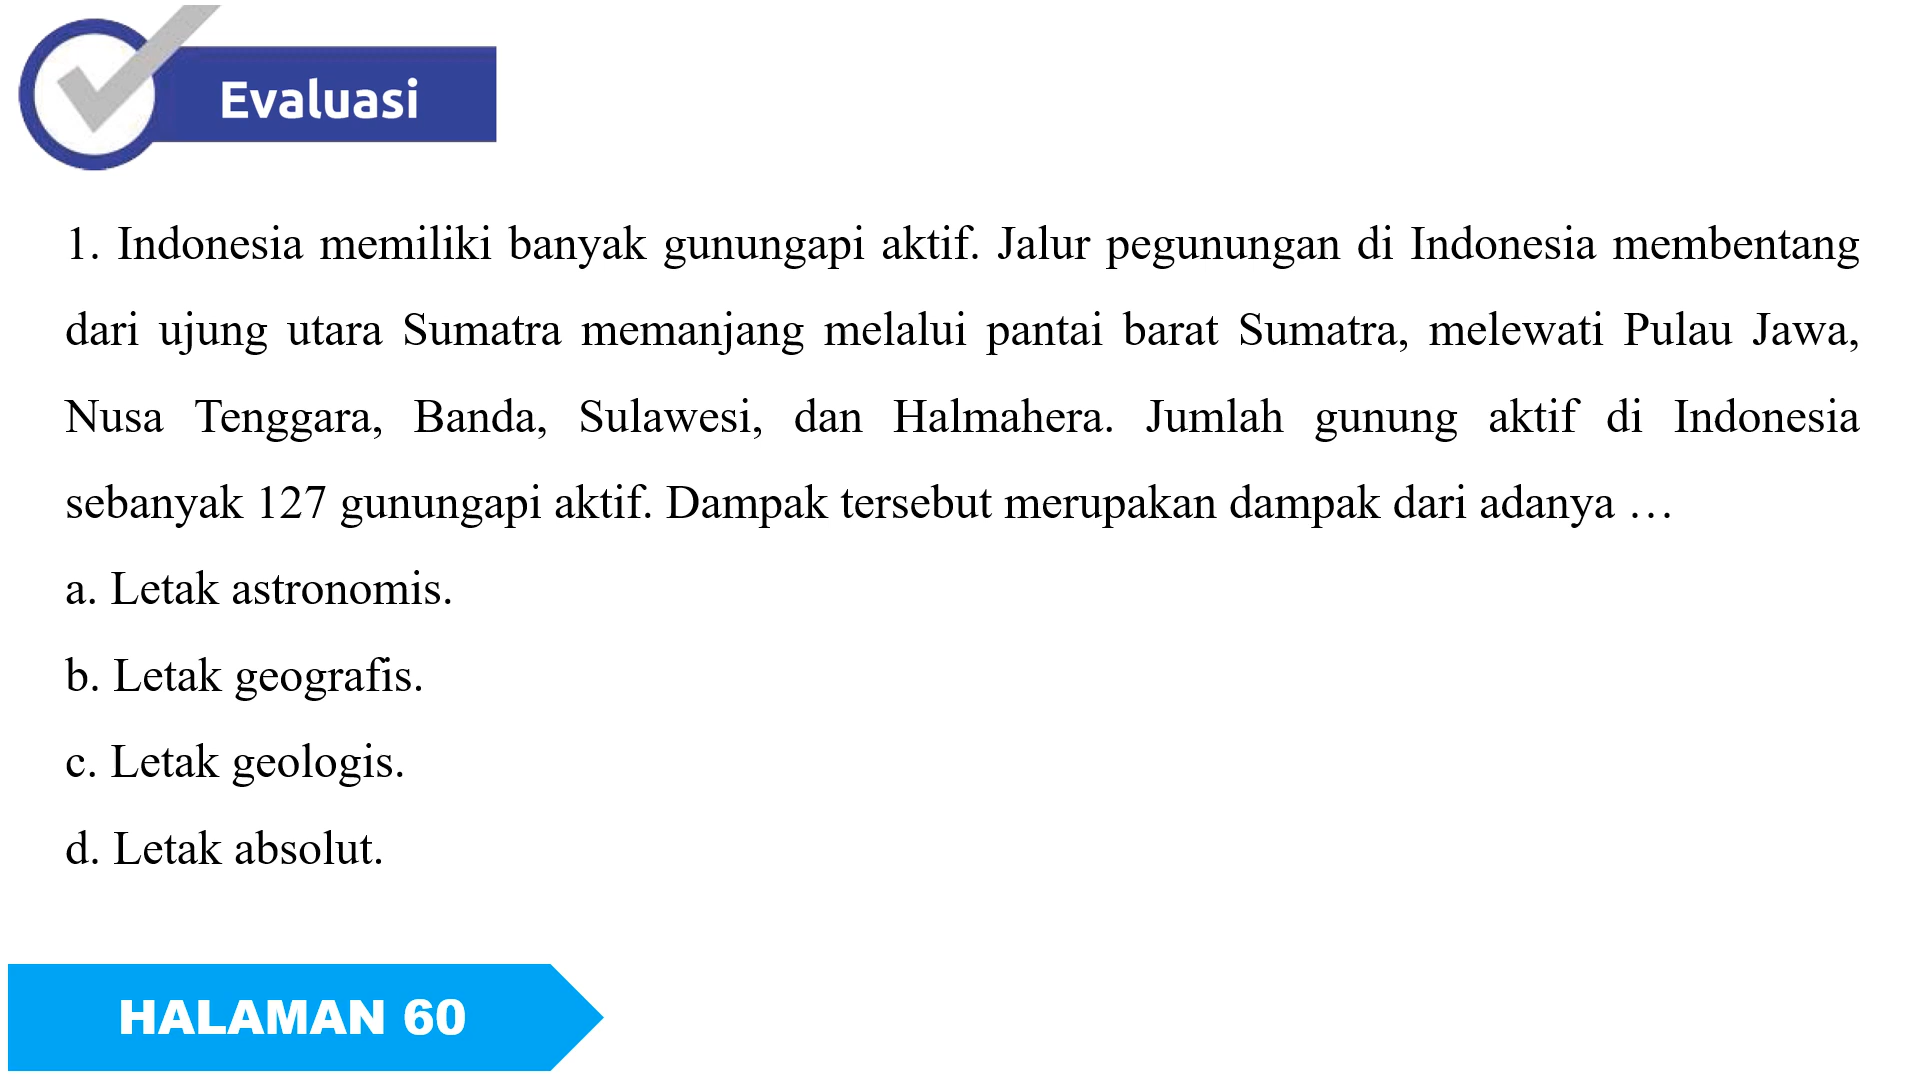 Evaluasi
1. Indonesia memiliki banyak gunungapi aktif. Jalur pegunungan di Indonesia membentang
dari ujung utara Sumatra memanjang melalui pantai barat Sumatra, melewati Pulau Jawa,
Nusa Tenggara, Banda, Sulawesi, dan Halmahera. Jumlah gunung aktif di Indonesia
sebanyak 127 gunungapi aktif. Dampak tersebut merupakan dampak dari adanya …
a. Letak astronomis.
b. Letak geografis.
c. Letak geologis.
d. Letak absolut.
HALAMAN 60